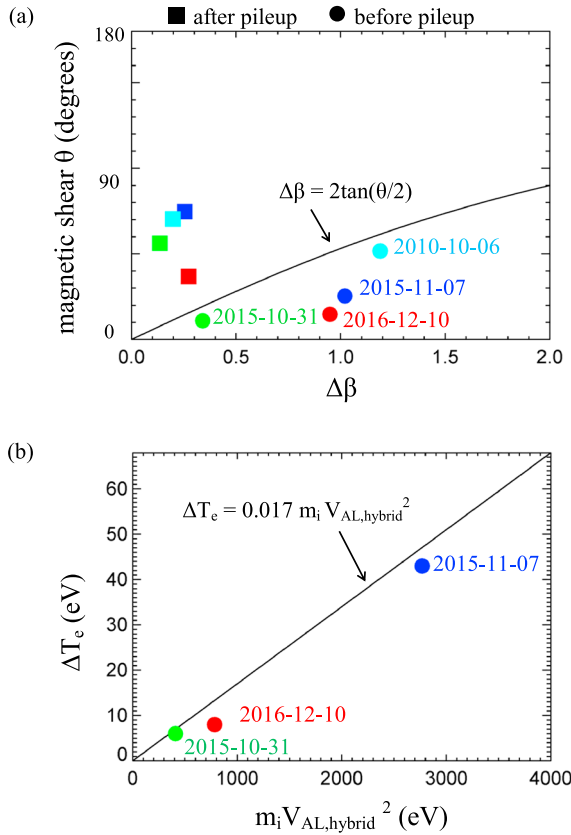 (a) ■ after pileup ● before pileup
180
magnetic shear θ (degrees)
90
Δβ = 2tan(θ/2)
2010-10-06
2015-11-07
2015-10-31
2016-12-10
0
0.0 0.5 1.0 1.5 2.0
Δβ
(b)
60
ΔTₑ = 0.017 mᵢ V_AL,hybrid²
50
2015-11-07
40
ΔTₑ (eV)
30
20
2016-12-10
10
2015-10-31
0
0 1000 2000 3000 4000
mᵢV_AL,hybrid² (eV)